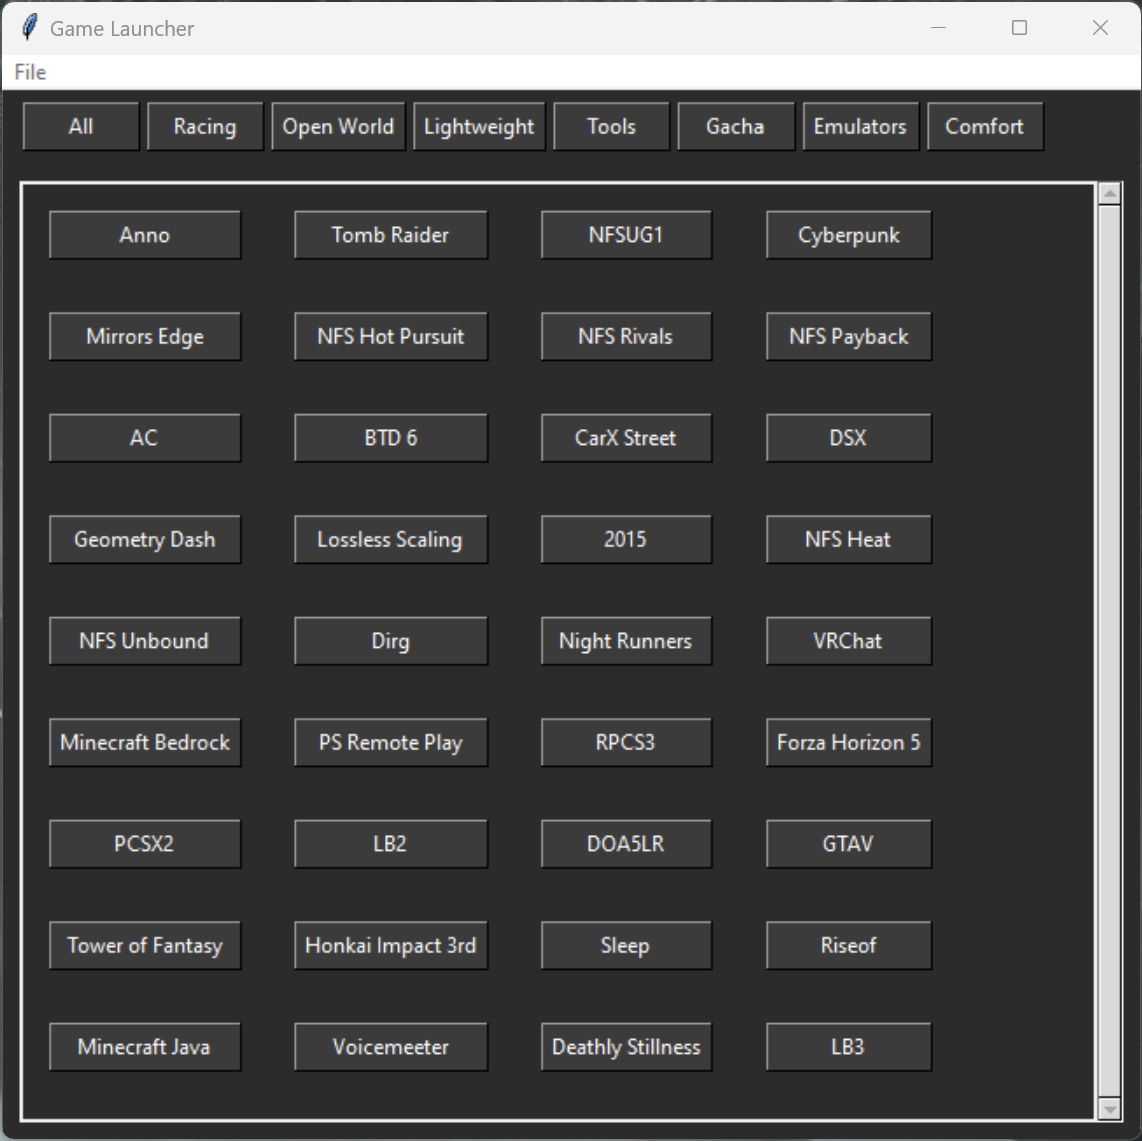 Game Launcher
File
All Racing Open World Lightweight Tools Gacha Emulators Comfort
Anno Tomb Raider NFSUG1 Cyberpunk
Mirrors Edge NFS Hot Pursuit NFS Rivals NFS Payback
AC BTD 6 CarX Street DSX
Geometry Dash Lossless Scaling 2015 NFS Heat
NFS Unbound Dirg Night Runners VRChat
Minecraft Bedrock PS Remote Play RPCS3 Forza Horizon 5
PCSX2 LB2 DOA5LR GTAV
Tower of Fantasy Honkai Impact 3rd Sleep Riseof
Minecraft Java Voicemeeter Deathly Stillness LB3